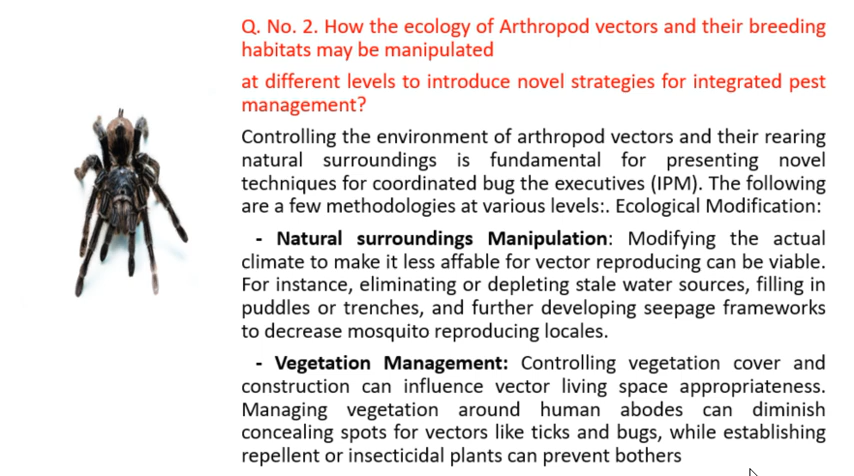 Q. No. 2. How the ecology of Arthropod vectors and their breeding
habitats may be manipulated
at different levels to introduce novel strategies for integrated pest
management?
Controlling the environment of arthropod vectors and their rearing
natural surroundings is fundamental for presenting novel
techniques for coordinated bug the executives (IPM). The following
are a few methodologies at various levels:. Ecological Modification:
- Natural surroundings Manipulation: Modifying the actual
climate to make it less affable for vector reproducing can be viable.
For instance, eliminating or depleting stale water sources, filling in
puddles or trenches, and further developing seepage frameworks
to decrease mosquito reproducing locales.
- Vegetation Management: Controlling vegetation cover and
construction can influence vector living space appropriateness.
Managing vegetation around human abodes can diminish
concealing spots for vectors like ticks and bugs, while establishing
repellent or insecticidal plants can prevent bothers